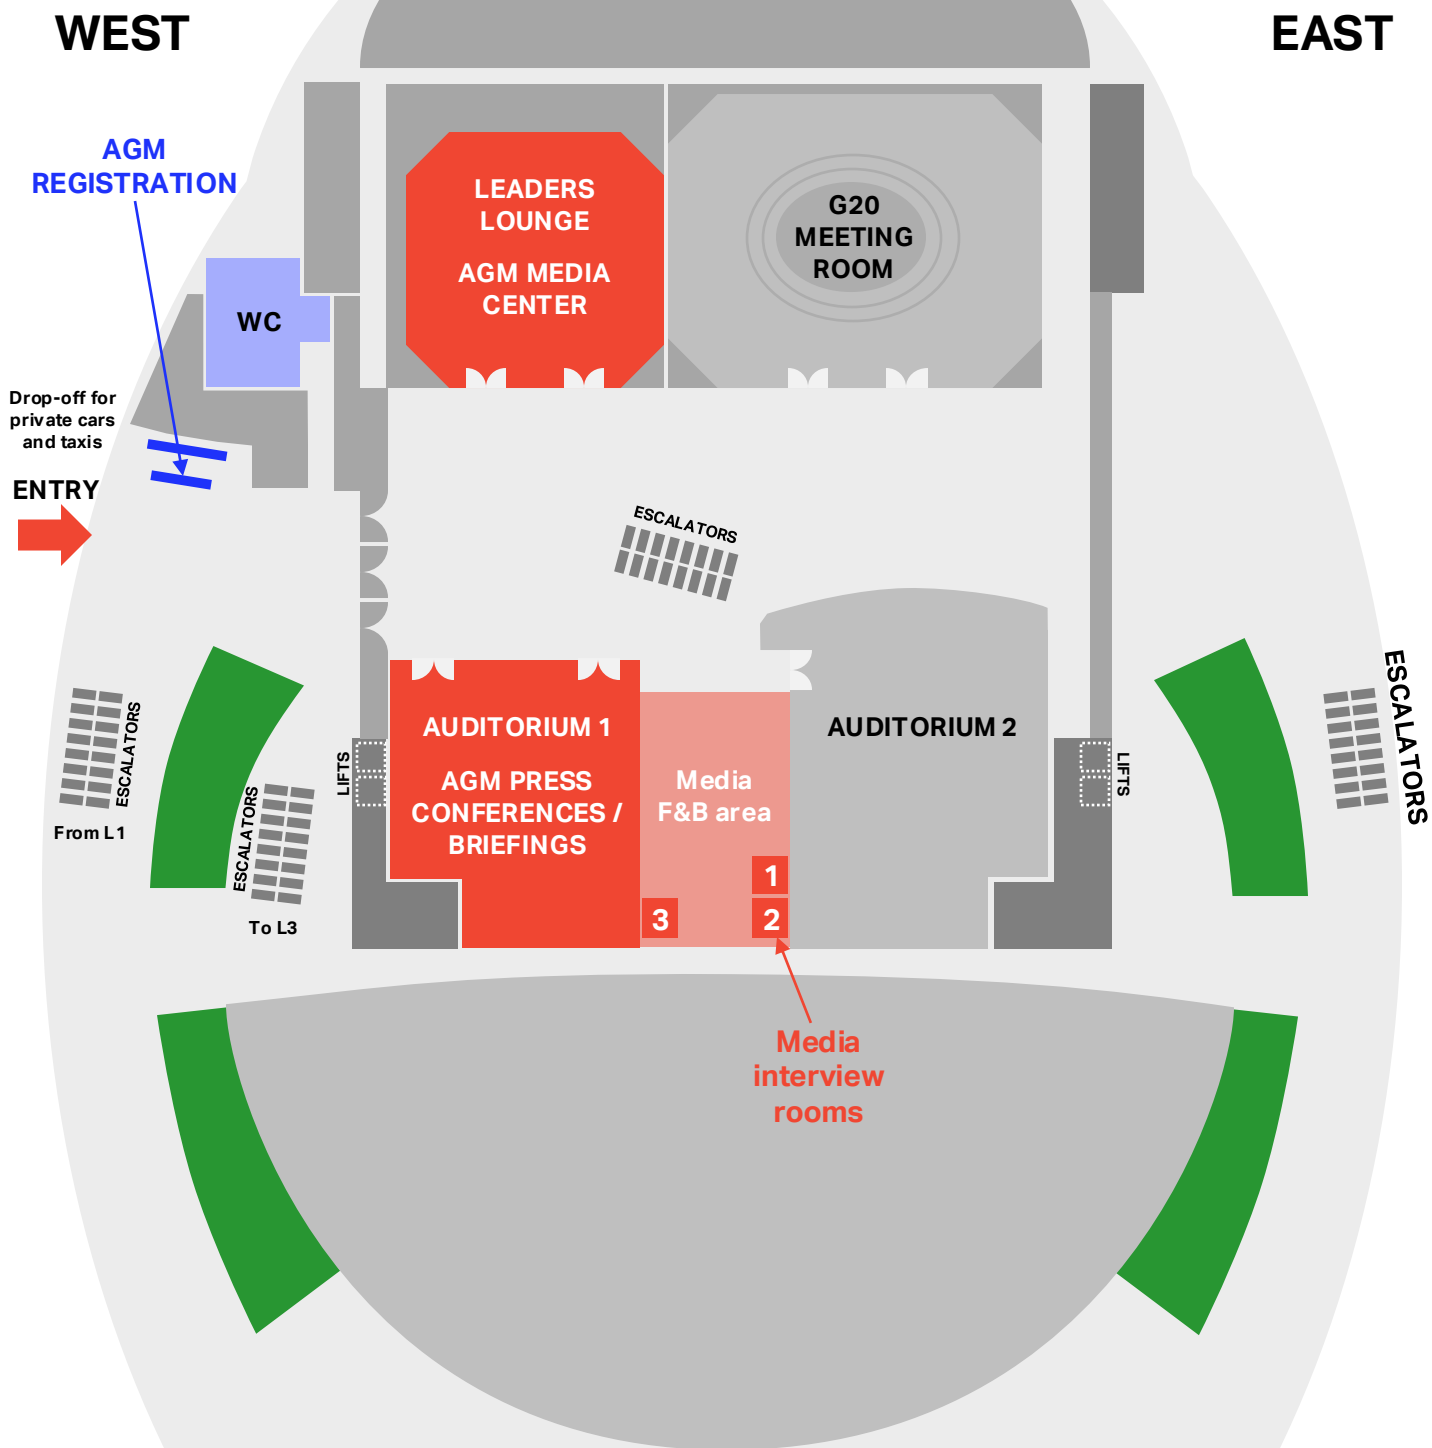 WEST
EAST
AGM
REGISTRATION
LEADERS
LOUNGE
AGM MEDIA
CENTER
G20
MEETING
ROOM
WC
Drop-off for
private cars
and taxis
ENTRY
ESCALATORS
AUDITORIUM 1
AGM PRESS
CONFERENCES /
BRIEFINGS
Media
F&B area
1
2
3
AUDITORIUM 2
ESCALATORS
From L1
ESCALATORS
To L3
LIFTS
LIFTS
ESCALATORS
Media
interview
rooms